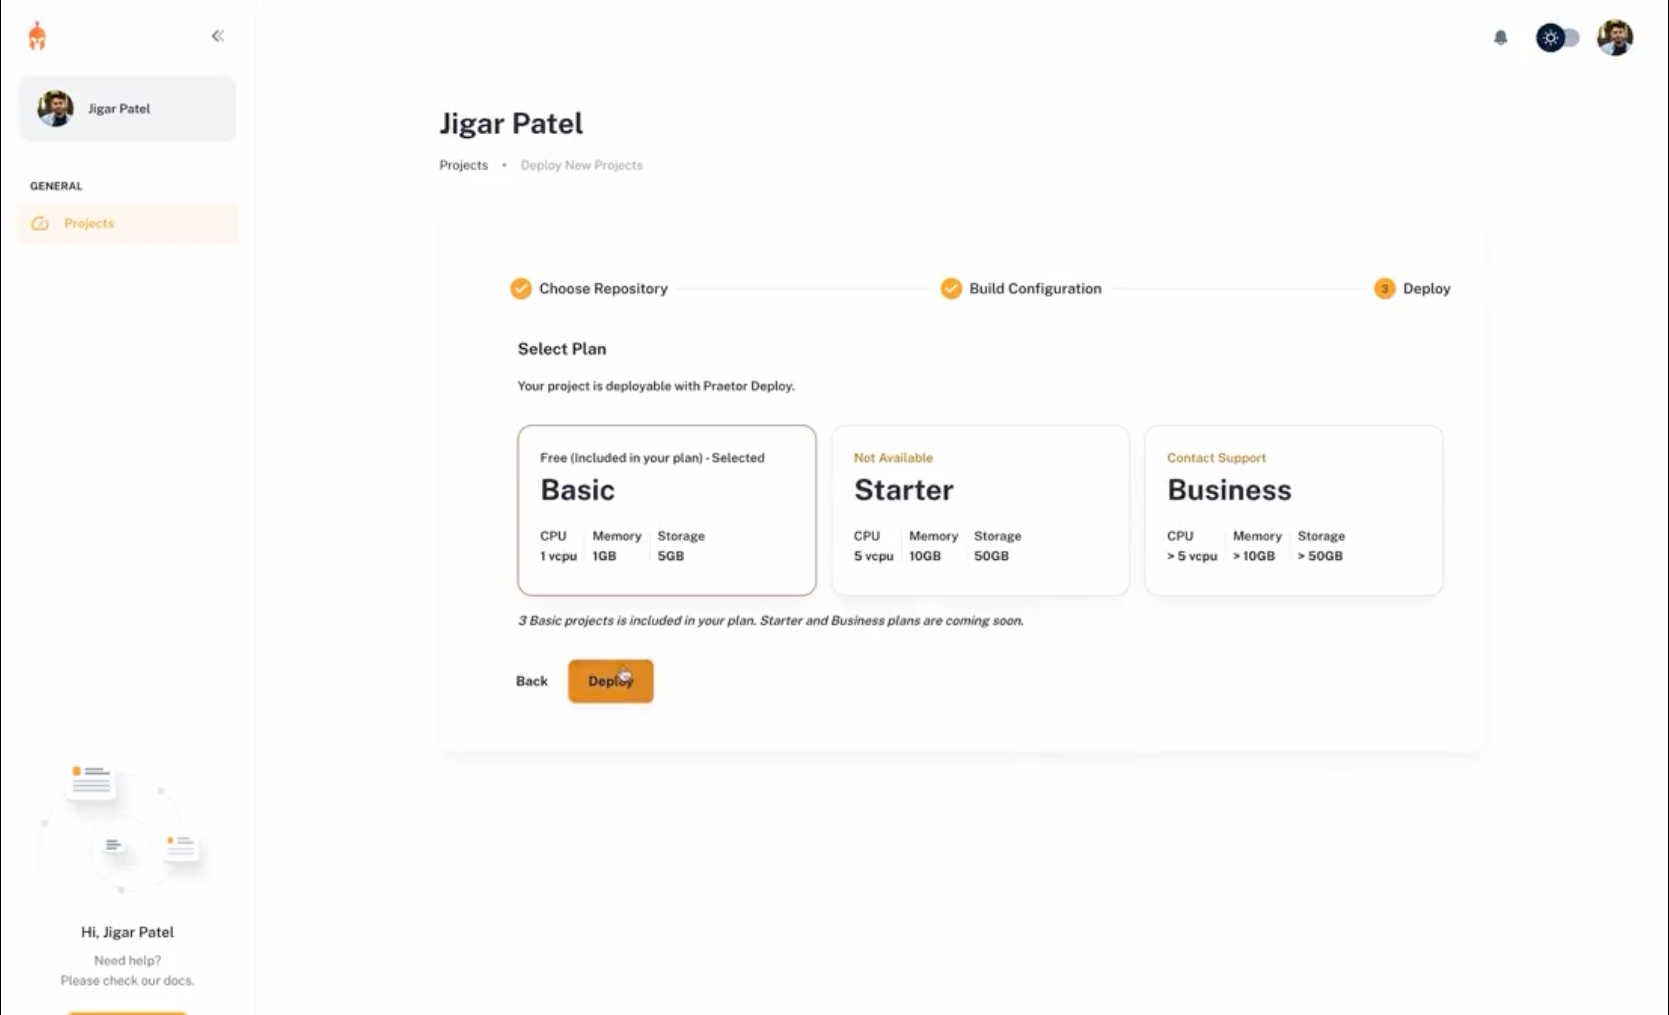 Jigar Patel
GENERAL
Projects
Jigar Patel
Projects • Deploy New Projects
Choose Repository
Build Configuration
3 Deploy
Select Plan
Your project is deployable with Praetor Deploy.
Free (Included in your plan) - Selected
Basic
CPU Memory Storage
1 vcpu 1GB 5GB
Not Available
Starter
CPU Memory Storage
5 vcpu 10GB 50GB
Contact Support
Business
CPU Memory Storage
> 5 vcpu > 10GB > 50GB
3 Basic projects is included in your plan. Starter and Business plans are coming soon.
Back
Deploy
Hi, Jigar Patel
Need help?
Please check our docs.